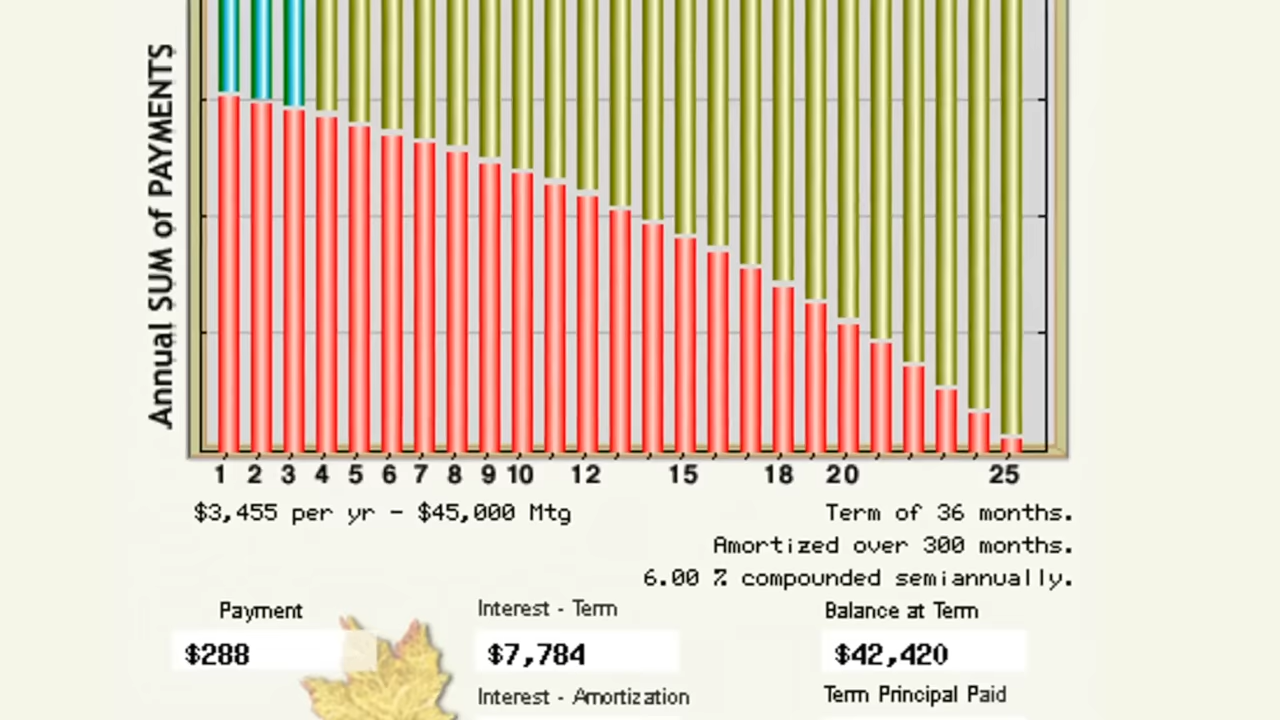 Annual SUM of PAYMENTS
1 2 3 4 5 6 7 8 9 10 12 15 18 20 25
$3,455 per yr - $45,000 Mtg
Term of 36 months.
Amortized over 300 months.
6.00 % compounded semiannually.
Payment
Interest - Term
Balance at Term
$288
$7,784
$42,420
Interest - Amortization
Term Principal Paid